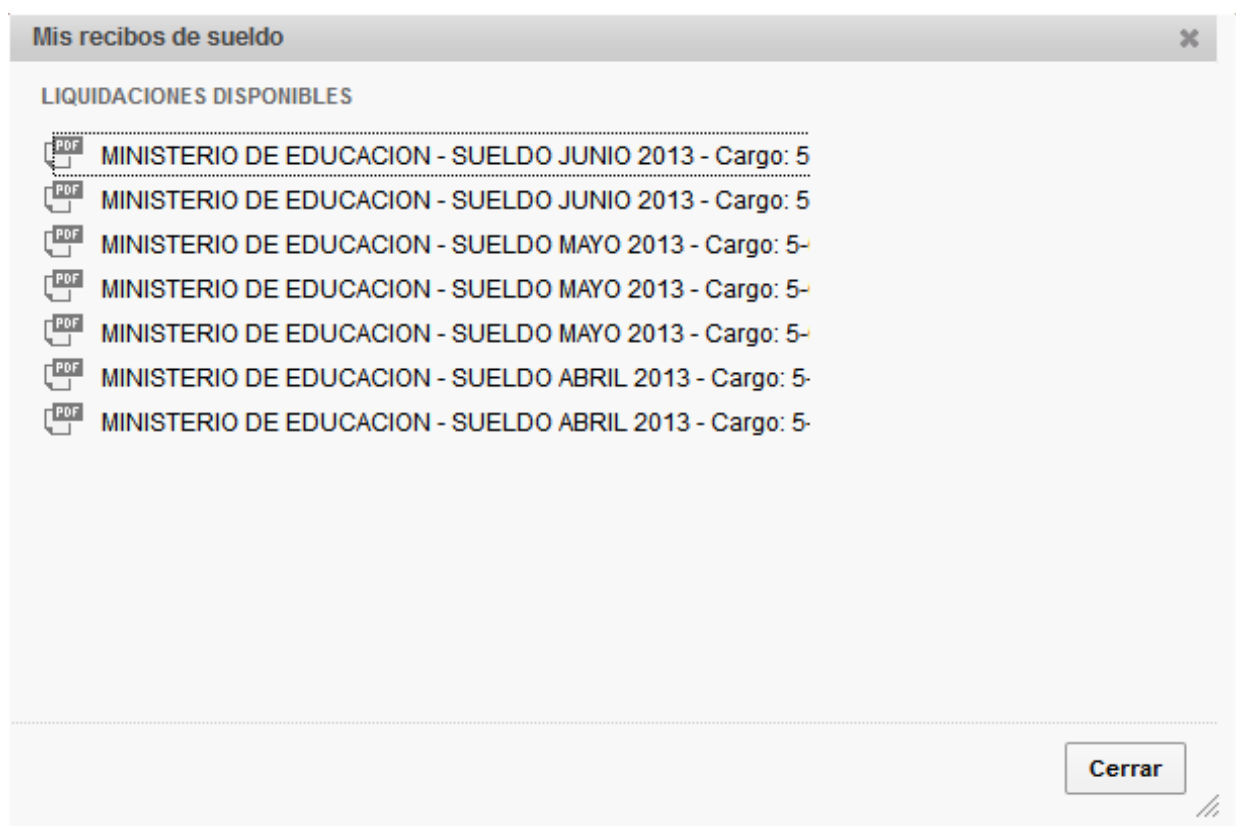 Mis recibos de sueldo
LIQUIDACIONES DISPONIBLES
PDF MINISTERIO DE EDUCACION - SUELDO JUNIO 2013 - Cargo: 5
PDF MINISTERIO DE EDUCACION - SUELDO JUNIO 2013 - Cargo: 5
PDF MINISTERIO DE EDUCACION - SUELDO MAYO 2013 - Cargo: 5-
PDF MINISTERIO DE EDUCACION - SUELDO MAYO 2013 - Cargo: 5-
PDF MINISTERIO DE EDUCACION - SUELDO MAYO 2013 - Cargo: 5-
PDF MINISTERIO DE EDUCACION - SUELDO ABRIL 2013 - Cargo: 5-
PDF MINISTERIO DE EDUCACION - SUELDO ABRIL 2013 - Cargo: 5-
Cerrar